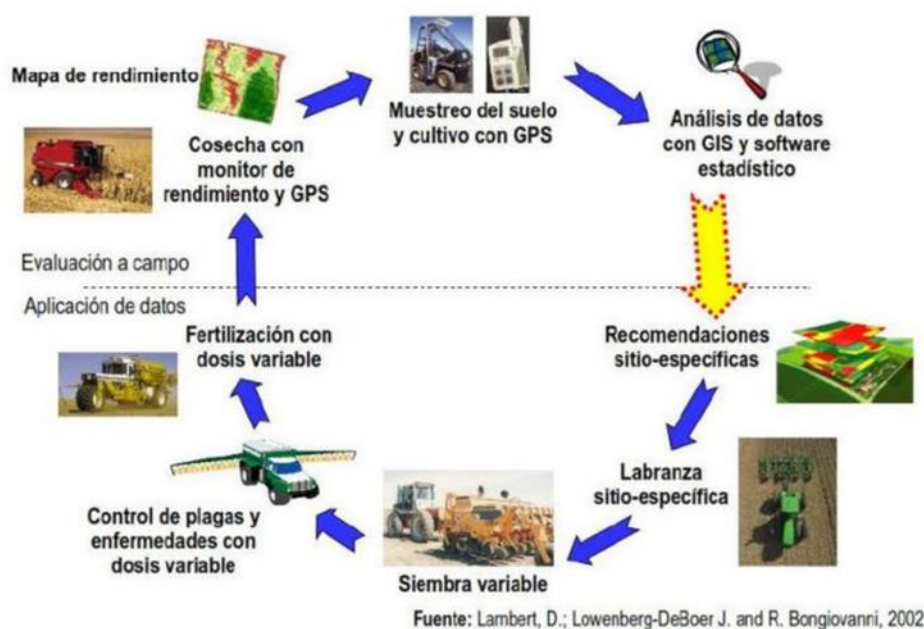 Mapa de rendimiento
Cosecha con
monitor de
rendimiento y GPS
Muestreo del suelo
y cultivo con GPS
Análisis de datos
con GIS y software
estadístico
Evaluación a campo
Aplicación de datos
Recomendaciones
sitio-específicas
Labranza
sitio-específica
Siembra variable
Control de plagas y
enfermedades con
dosis variable
Fertilización con
dosis variable
Fuente: Lambert, D.; Lowenberg-DeBoer J. and R. Bongiovanni, 2002